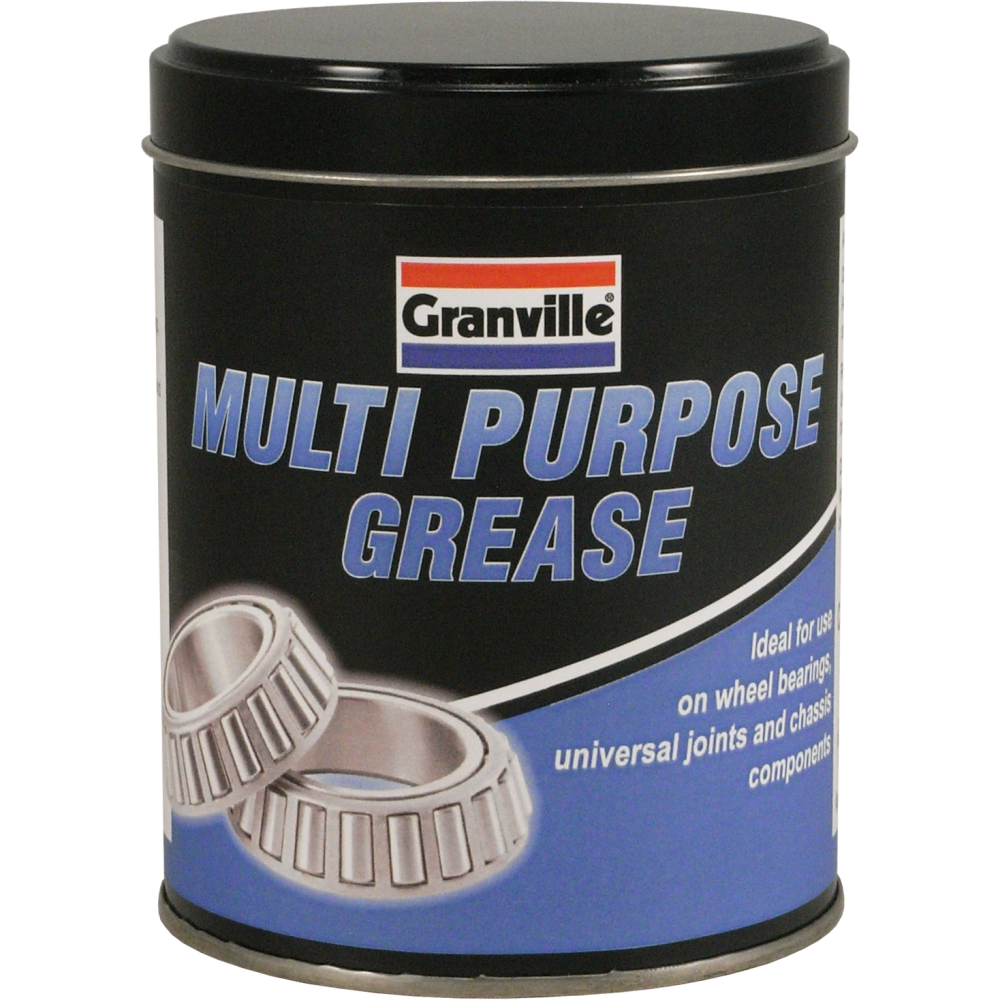 Granville®
MULTI PURPOSE
GREASE
Ideal for use
on wheel bearings,
universal joints and chassis
components